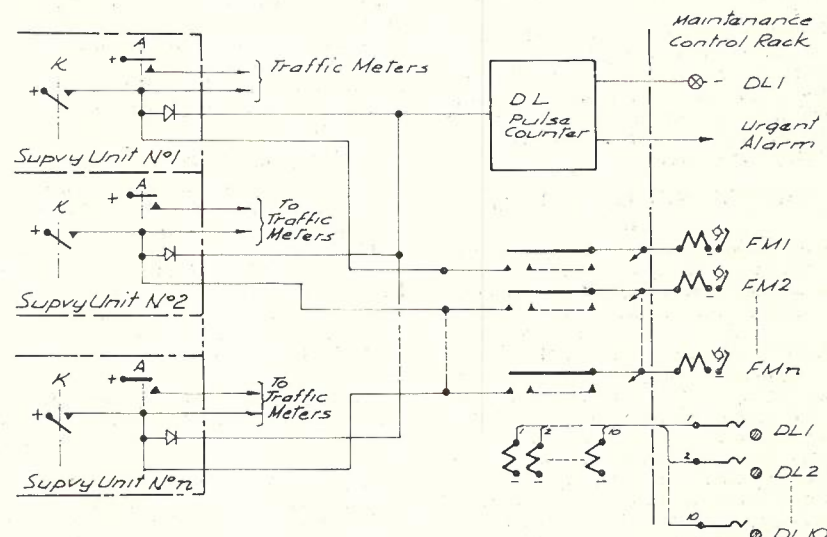 Maintenance
Control Rack
K
A
+
+
Traffic Meters
DL
Pulse
Counter
DL1
Urgent
Alarm
Supvy Unit Nº1
K
A
+
+
To
Traffic
Meters
Supvy Unit Nº2
FM1
FM2
K
A
+
+
To
Traffic
Meters
FMn
Supvy Unit Nºn
1
2
10
1
DL1
2
DL2
10
DL10